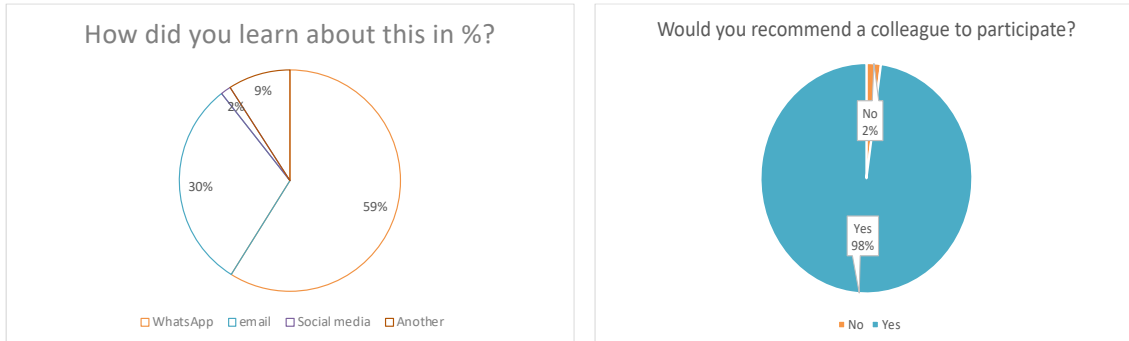 How did you learn about this in %?
9%
2%
30%
59%
WhatsApp email Social media Another
Would you recommend a colleague to participate?
No
2%
Yes
98%
No Yes